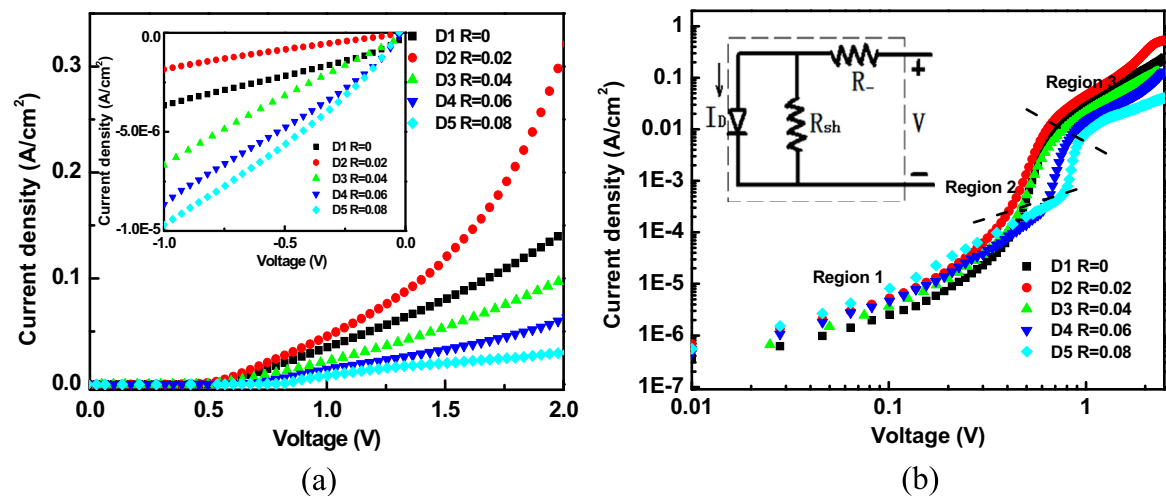 0.3
0.2
0.1
0.0
Current density (A/cm²)
0.0 0.5 1.0 1.5 2.0
Voltage (V)
D1 R=0
D2 R=0.02
D3 R=0.04
D4 R=0.06
D5 R=0.08
0.0
-5.0E-6
-1.0E-5
Current density (A/cm²)
-1.0 -0.5 0.0
Voltage (V)
D1 R=0
D2 R=0.02
D3 R=0.04
D4 R=0.06
D5 R=0.08
(a)
1
0.1
0.01
1E-3
1E-4
1E-5
1E-6
1E-7
Current density (A/cm²)
0.01 0.1 1
Voltage (V)
R_
I_D
R_sh
V
+
−
Region 3
Region 2
Region 1
D1 R=0
D2 R=0.02
D3 R=0.04
D4 R=0.06
D5 R=0.08
(b)